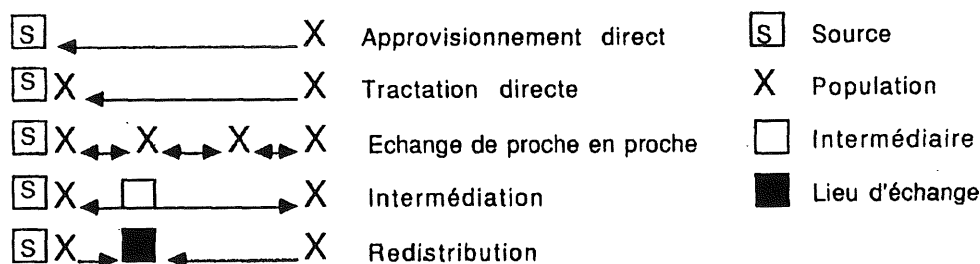 S X Approvisionnement direct S Source
S X X Tractation directe X Population
S X X X X Echange de proche en proche Intermédiaire
S X X Intermédiation Lieu d'échange
S X X Redistribution